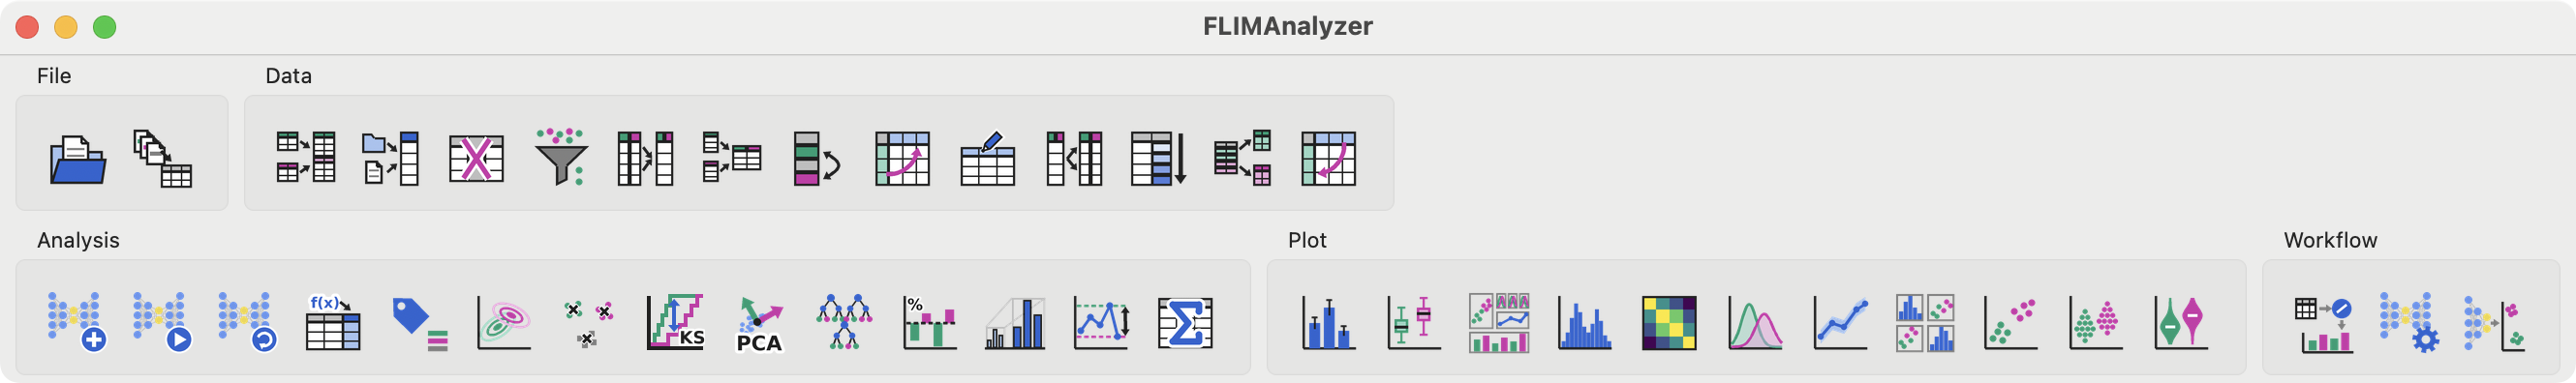 FLIMAnalyzer
File
Data
Analysis
Plot
Workflow
f(x)
KS
PCA
%
Σ